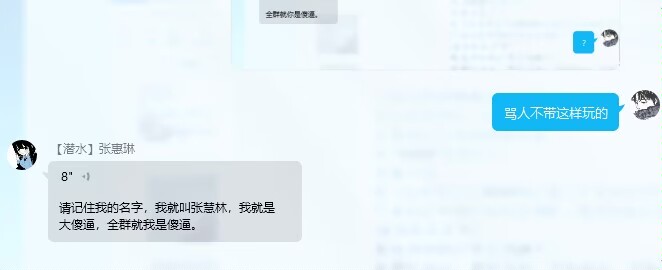 全群就你是傻逼。
?
骂人不带这样玩的
【潜水】张惠琳
8"
请记住我的名字，我就叫张慧林，我就是
大傻逼，全群就我是傻逼。